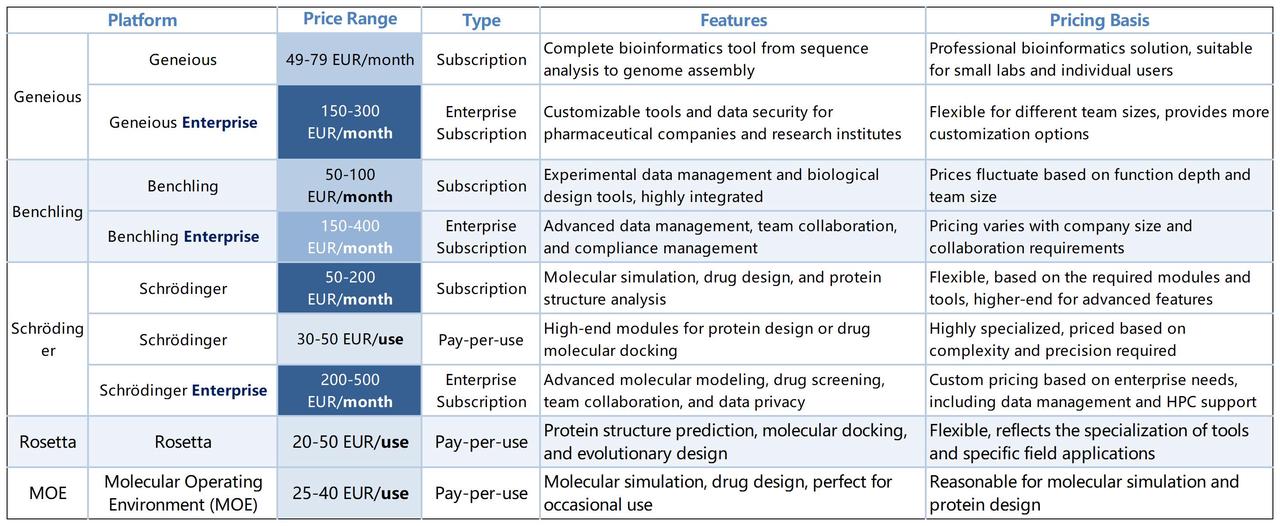 Platform Price Range Type Features Pricing Basis
Geneious
Geneious
49-79 EUR/month
Subscription
Complete bioinformatics tool from sequence
analysis to genome assembly
Professional bioinformatics solution, suitable
for small labs and individual users
Geneious Enterprise
150-300
EUR/month
Enterprise
Subscription
Customizable tools and data security for
pharmaceutical companies and research institutes
Flexible for different team sizes, provides more
customization options
Benchling
Benchling
50-100
EUR/month
Subscription
Experimental data management and biological
design tools, highly integrated
Prices fluctuate based on function depth and
team size
Benchling Enterprise
150-400
EUR/month
Enterprise
Subscription
Advanced data management, team collaboration,
and compliance management
Pricing varies with company size and
collaboration requirements
Schröding
er
Schrödinger
50-200
EUR/month
Subscription
Molecular simulation, drug design, and protein
structure analysis
Flexible, based on the required modules and
tools, higher-end for advanced features
Schrödinger
30-50 EUR/use
Pay-per-use
High-end modules for protein design or drug
molecular docking
Highly specialized, priced based on
complexity and precision required
Schrödinger Enterprise
200-500
EUR/month
Enterprise
Subscription
Advanced molecular modeling, drug screening,
team collaboration, and data privacy
Custom pricing based on enterprise needs,
including data management and HPC support
Rosetta
Rosetta
20-50 EUR/use
Pay-per-use
Protein structure prediction, molecular docking,
and evolutionary design
Flexible, reflects the specialization of tools
and specific field applications
MOE
Molecular Operating
Environment (MOE)
25-40 EUR/use
Pay-per-use
Molecular simulation, drug design, perfect for
occasional use
Reasonable for molecular simulation and
protein design